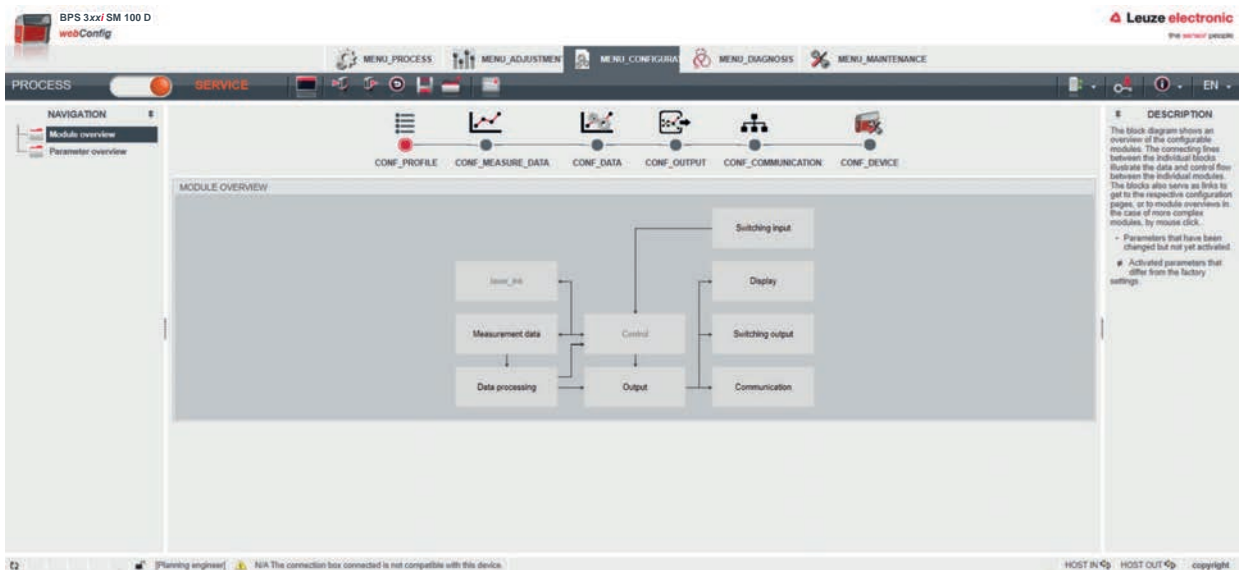 BPS 3xxi SM 100 D
webConfig
Leuze electronic
the sensor people
MENU_PROCESS
MENU_ADJUSTMEN
MENU_CONFIGURA
MENU_DIAGNOSIS
MENU_MAINTENANCE
PROCESS
SERVICE
EN
NAVIGATION
Module overview
Parameter overview
CONF_PROFILE
CONF_MEASURE_DATA
CONF_DATA
CONF_OUTPUT
CONF_COMMUNICATION
CONF_DEVICE
MODULE OVERVIEW
Switching input
Display
Measurement data
Control
Switching output
Data processing
Output
Communication
DESCRIPTION
The block diagram shows an
overview of the configurable
modules. The connecting lines
between the individual blocks
illustrate the data and control flow
between the individual modules.
The blocks also serve as links to
get to the respective configuration
pages, or to module overviews in
the case of more complex
modules, by mouse click.
- Parameters that have been
changed but not yet activated
≠ Activated parameters that
differ from the factory
settings.
[Planning engineer]
N/A The connection box connected is not compatible with this device.
HOST IN
HOST OUT
copyright